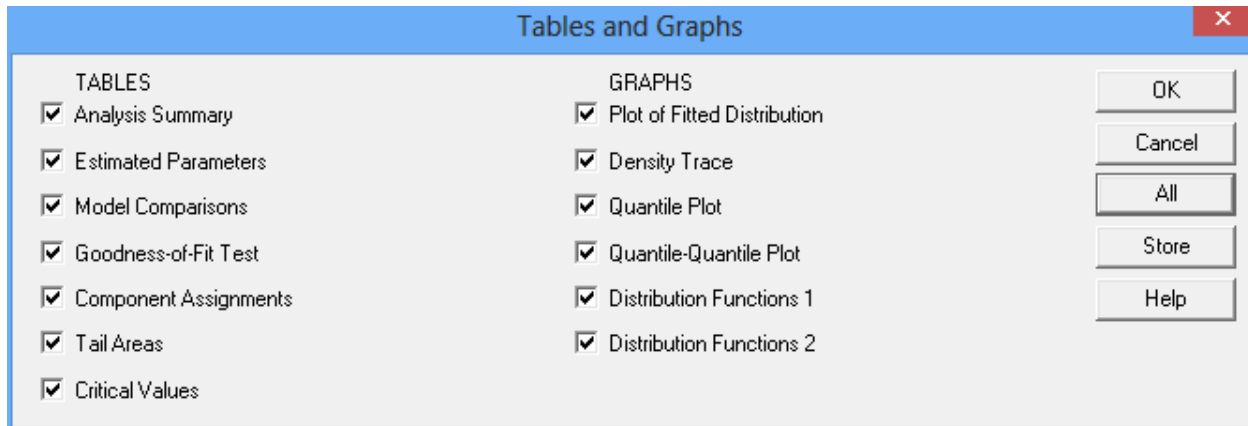 Tables and Graphs
TABLES
Analysis Summary
Estimated Parameters
Model Comparisons
Goodness-of-Fit Test
Component Assignments
Tail Areas
Critical Values
GRAPHS
Plot of Fitted Distribution
Density Trace
Quantile Plot
Quantile-Quantile Plot
Distribution Functions 1
Distribution Functions 2
OK
Cancel
All
Store
Help